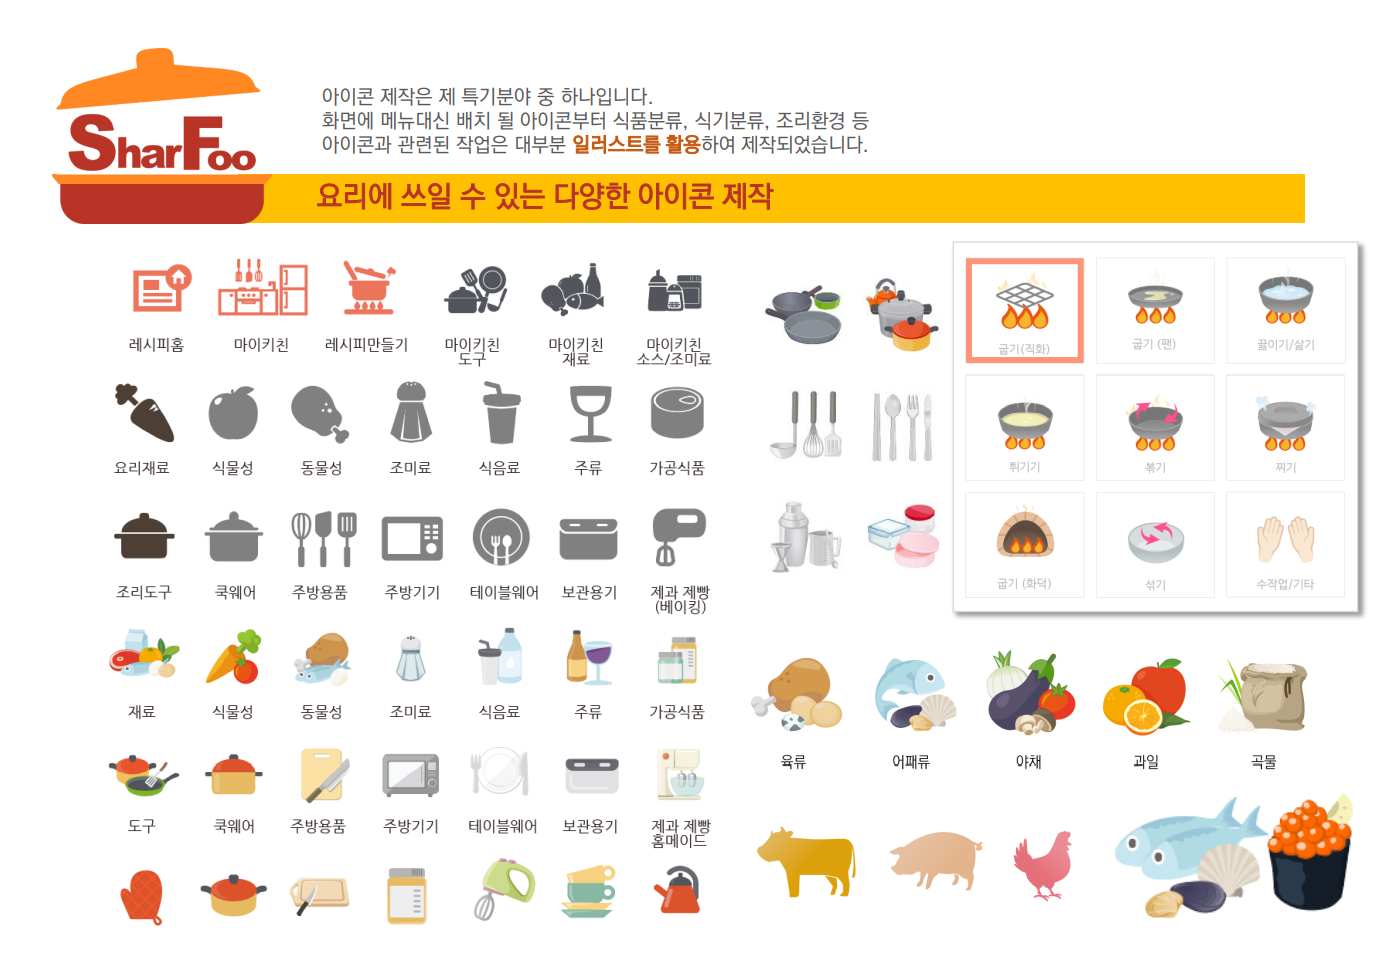 아이콘 제작은 제 특기분야 중 하나입니다.
화면에 메뉴대신 배치 될 아이콘부터 식품분류, 식기분류, 조리환경 등
아이콘과 관련된 작업은 대부분 일러스트를 활용하여 제작되었습니다.
SharFoo
요리에 쓰일 수 있는 다양한 아이콘 제작
레시피홈 마이키친 레시피만들기 마이키친 마이키친 마이키친
도구 재료 소스/조미료
요리재료 식물성 동물성 조미료 식음료 주류 가공식품
조리도구 쿡웨어 주방용품 주방기기 테이블웨어 보관용기 제과 제빵
(베이킹)
재료 식물성 동물성 조미료 식음료 주류 가공식품
도구 쿡웨어 주방용품 주방기기 테이블웨어 보관용기 제과 제빵
홈메이드
굽기(직화) 굽기 (팬) 끓이기/삶기
튀기기 볶기 찌기
굽기 (화덕) 섞기 수작업/기타
육류 어패류 야채 과일 곡물